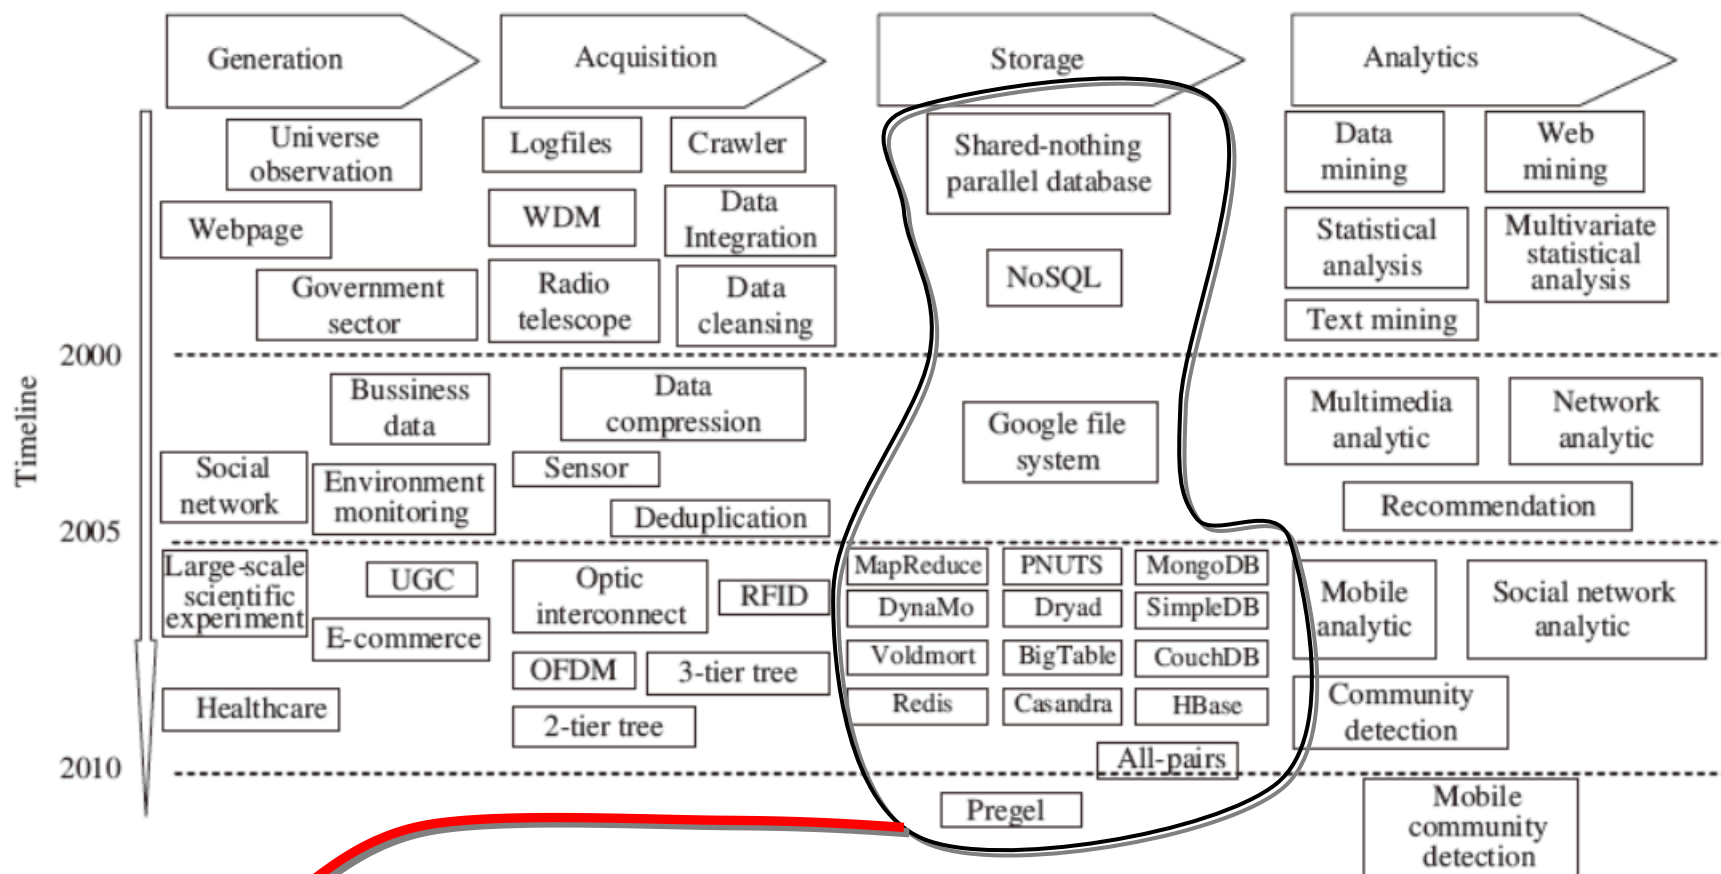 Generation
Acquisition
Storage
Analytics
Timeline
2000
2005
2010
Universe
observation
Webpage
Government
sector
Logfiles
Crawler
WDM
Data
Integration
Radio
telescope
Data
cleansing
Shared-nothing
parallel database
NoSQL
Data
mining
Web
mining
Statistical
analysis
Multivariate
statistical
analysis
Text mining
Bussiness
data
Social
network
Environment
monitoring
Data
compression
Sensor
Deduplication
Google file
system
Multimedia
analytic
Network
analytic
Recommendation
Large-scale
scientific
experiment
UGC
E-commerce
Healthcare
Optic
interconnect
RFID
OFDM
3-tier tree
2-tier tree
MapReduce
PNUTS
MongoDB
DynaMo
Dryad
SimpleDB
Voldmort
BigTable
CouchDB
Redis
Casandra
HBase
All-pairs
Pregel
Mobile
analytic
Social network
analytic
Community
detection
Mobile
community
detection